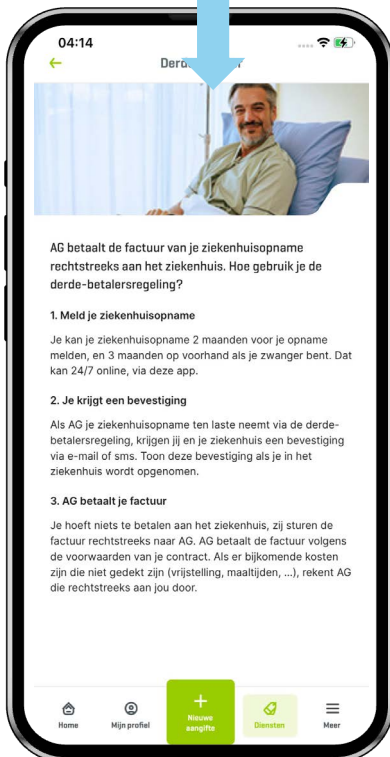 04:14
AG betaalt de factuur van je ziekenhuisopname
rechtstreeks aan het ziekenhuis. Hoe gebruik je de
derde-betalersregeling?
1. Meld je ziekenhuisopname
Je kan je ziekenhuisopname 2 maanden voor je opname
melden, en 3 maanden op voorhand als je zwanger bent. Dat
kan 24/7 online, via deze app.
2. Je krijgt een bevestiging
Als AG je ziekenhuisopname ten laste neemt via de derde-
betalersregeling, krijgen jij en je ziekenhuis een bevestiging
via e-mail of sms. Toon deze bevestiging als je in het
ziekenhuis wordt opgenomen.
3. AG betaalt je factuur
Je hoeft niets te betalen aan het ziekenhuis, zij sturen de
factuur rechtstreeks naar AG. AG betaalt de factuur volgens
de voorwaarden van je contract. Als er bijkomende kosten
zijn die niet gedekt zijn (vrijstelling, maaltijden, ...), rekent AG
die rechtstreeks aan jou door.
Home
Mijn profiel
Nieuwe
aangifte
Diensten
Meer